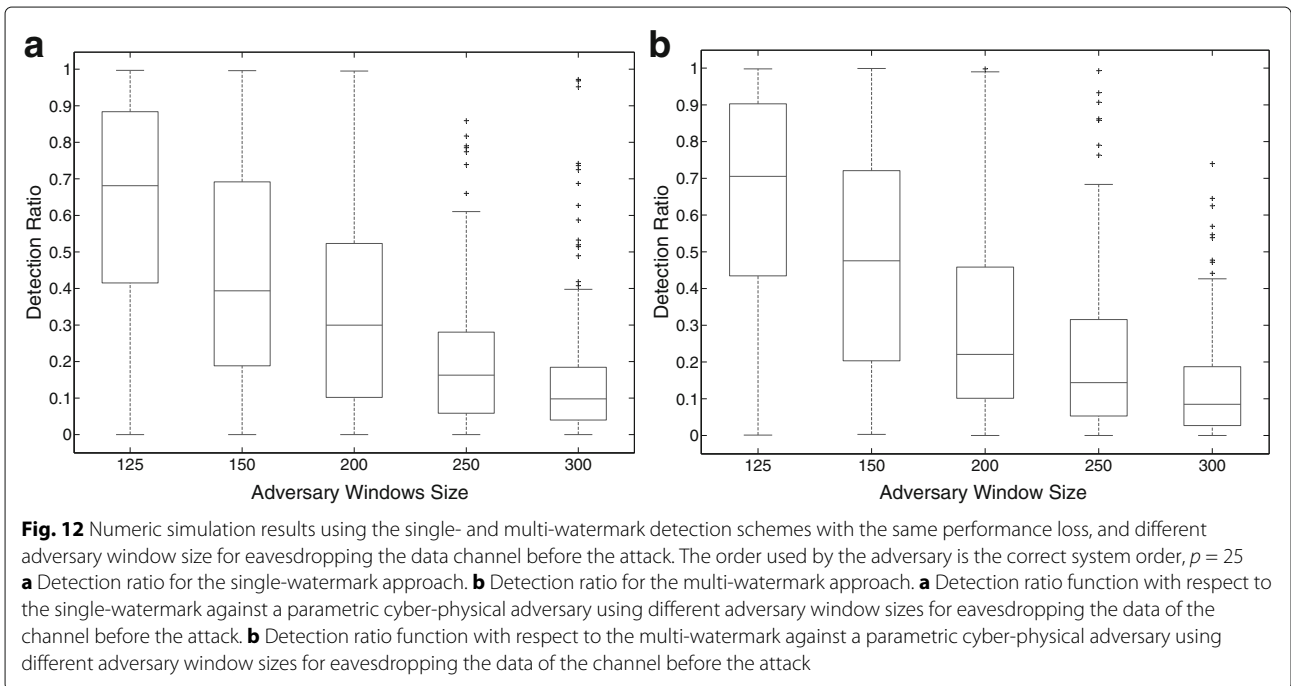 a
1
0.9
0.8
0.7
0.6
0.5
0.4
0.3
0.2
0.1
0
Detection Ratio
125 150 200 250 300
Adversary Windows Size
b
1
0.9
0.8
0.7
0.6
0.5
0.4
0.3
0.2
0.1
0
Detection Ratio
125 150 200 250 300
Adversary Window Size
Fig. 12 Numeric simulation results using the single- and multi-watermark detection schemes with the same performance loss, and different
adversary window size for eavesdropping the data channel before the attack. The order used by the adversary is the correct system order, p = 25
a Detection ratio for the single-watermark approach. b Detection ratio for the multi-watermark approach. a Detection ratio function with respect to
the single-watermark against a parametric cyber-physical adversary using different adversary window sizes for eavesdropping the data of the
channel before the attack. b Detection ratio function with respect to the multi-watermark against a parametric cyber-physical adversary using
different adversary window sizes for eavesdropping the data of the channel before the attack